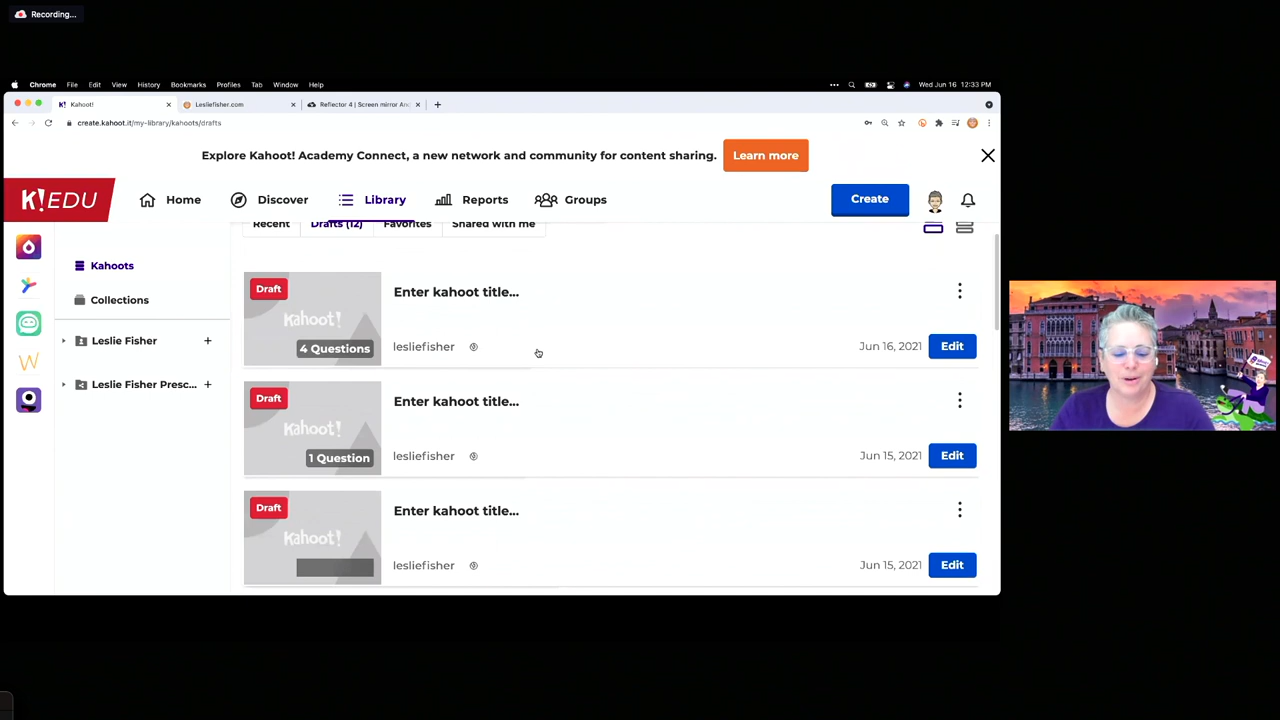 Recording...
Chrome File Edit View History Bookmarks Profiles Tab Window Help
Wed Jun 16 12:33 PM
Kahoot!
Lesliefisher.com
Reflector 4 | Screen mirror And
create.kahoot.it/my-library/kahoots/drafts
Explore Kahoot! Academy Connect, a new network and community for content sharing.
Learn more
K!EDU
Home
Discover
Library
Reports
Groups
Create
Recent
Drafts (12)
Favorites
Shared with me
Kahoots
Collections
Leslie Fisher
Leslie Fisher Presc...
Draft
Kahoot!
4 Questions
Enter kahoot title...
lesliefisher
Jun 16, 2021
Edit
Draft
Kahoot!
1 Question
Enter kahoot title...
lesliefisher
Jun 15, 2021
Edit
Draft
Kahoot!
Enter kahoot title...
lesliefisher
Jun 15, 2021
Edit